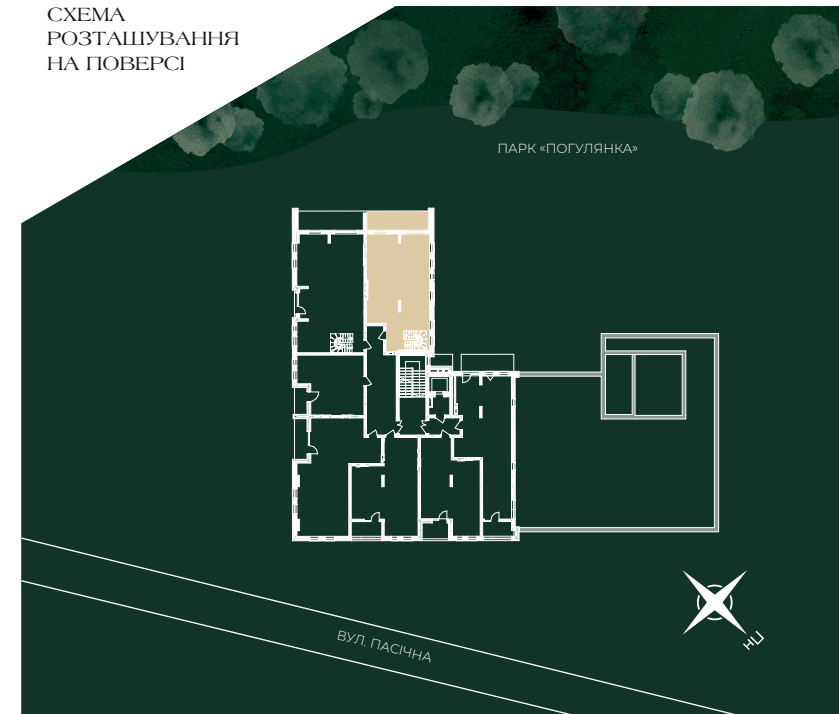 СХЕМА
РОЗТАШУВАННЯ
НА ПОВЕРСІ
ПАРК «ПОГУЛЯНКА»
ВУЛ. ПАСІЧНА
ПН